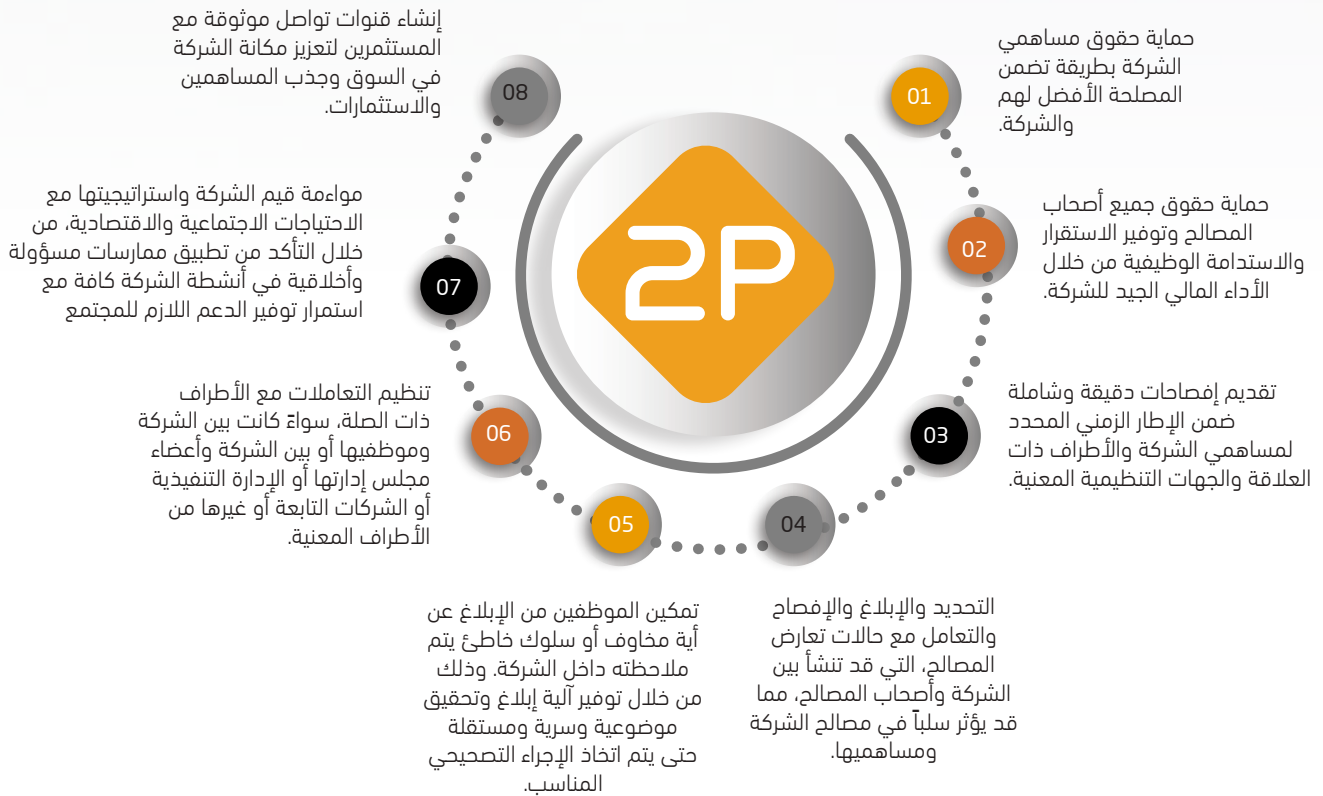 2P
01
حماية حقوق مساهمي
الشركة بطريقة تضمن
المصلحة الأفضل لهم
والشركة.
02
حماية حقوق جميع أصحاب
المصالح وتوفير الاستقرار
والاستدامة الوظيفية من خلال
الأداء المالي الجيد للشركة.
03
تقديم إفصاحات دقيقة وشاملة
ضمن الإطار الزمني المحدد
لمساهمي الشركة والأطراف ذات
العلاقة والجهات التنظيمية المعنية.
04
التحديد والإبلاغ والإفصاح
والتعامل مع حالات تعارض
المصالح، التي قد تنشأ بين
الشركة وأصحاب المصالح، مما
قد يؤثر سلباً في مصالح الشركة
ومساهميها.
05
تمكين الموظفين من الإبلاغ عن
أية مخاوف أو سلوك خاطئ يتم
ملاحظته داخل الشركة. وذلك
من خلال توفير آلية إبلاغ وتحقيق
موضوعية وسرية ومستقلة
حتى يتم اتخاذ الإجراء التصحيحي
المناسب.
06
تنظيم التعاملات مع الأطراف
ذات الصلة، سواءً كانت بين الشركة
وموظفيها أو بين الشركة وأعضاء
مجلس إدارتها أو الإدارة التنفيذية
أو الشركات التابعة أو غيرها من
الأطراف المعنية.
07
مواءمة قيم الشركة واستراتيجيتها مع
الاحتياجات الاجتماعية والاقتصادية، من
خلال التأكد من تطبيق ممارسات مسؤولة
وأخلاقية في أنشطة الشركة كافة مع
استمرار توفير الدعم اللازم للمجتمع
08
إنشاء قنوات تواصل موثوقة مع
المستثمرين لتعزيز مكانة الشركة
في السوق وجذب المساهمين
والاستثمارات.